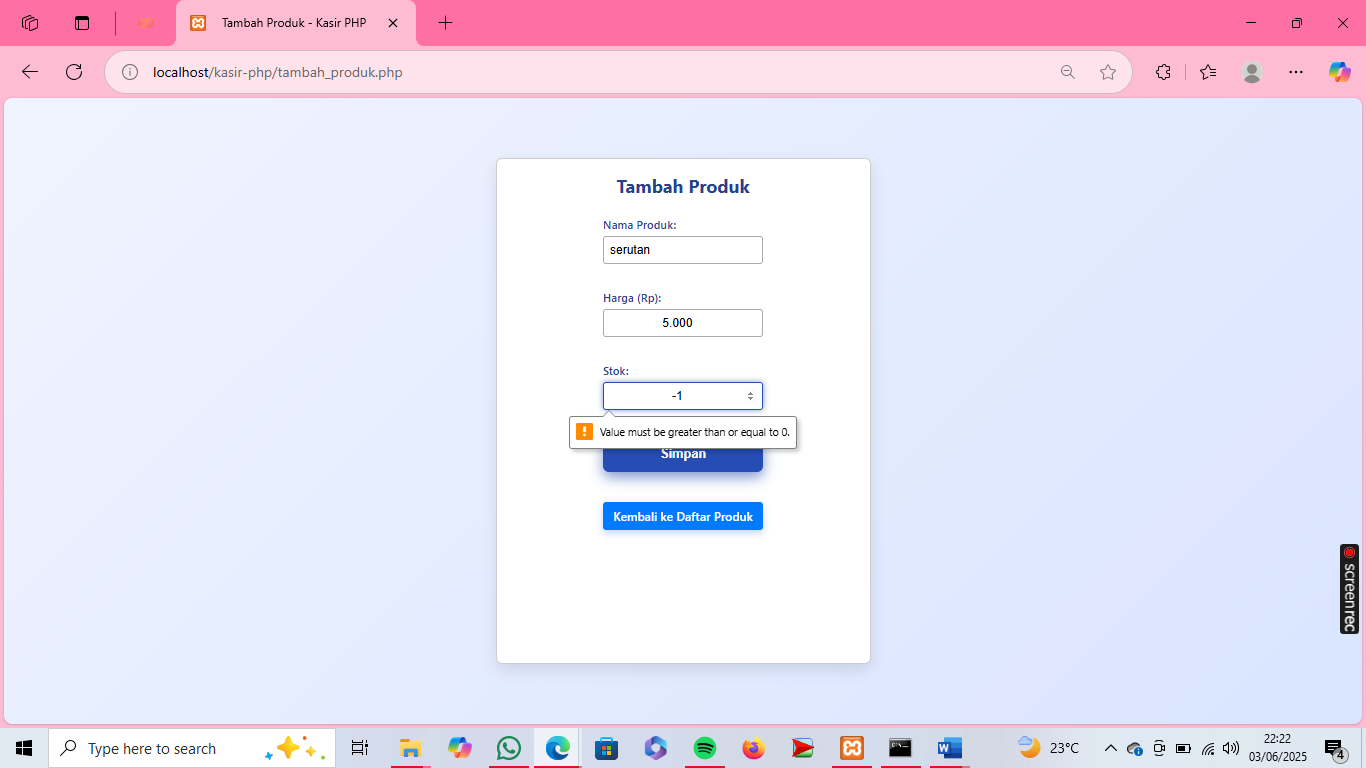 Tambah Produk - Kasir PHP
localhost/kasir-php/tambah_produk.php
Tambah Produk
Nama Produk:
serutan
Harga (Rp):
5.000
Stok:
-1
Value must be greater than or equal to 0.
Simpan
Kembali ke Daftar Produk
screen rec
Type here to search
23°C
22:22
03/06/2025
4